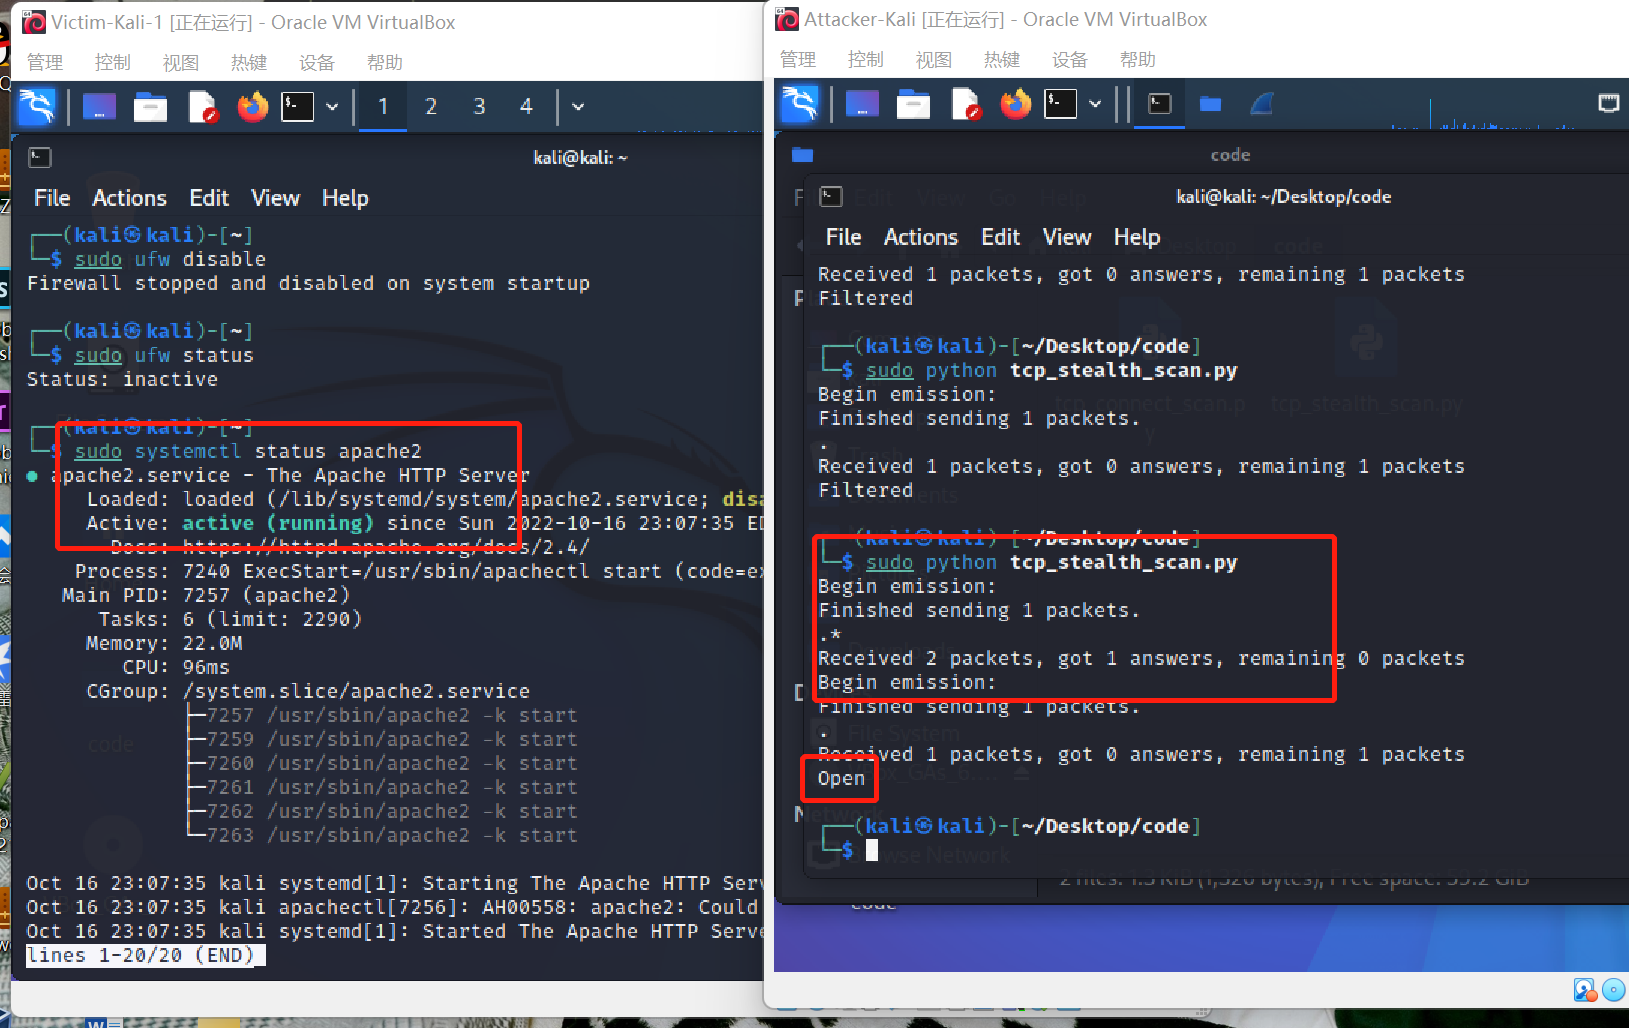 Victim-Kali-1 [正在运行] - Oracle VM VirtualBox
管理 控制 视图 热键 设备 帮助
1 2 3 4
kali@kali: ~
File Actions Edit View Help
┌──(kali㉿kali)-[~]
└─$ sudo ufw disable
Firewall stopped and disabled on system startup
┌──(kali㉿kali)-[~]
└─$ sudo ufw status
Status: inactive
┌──(kali㉿kali)-[~]
└─$ sudo systemctl status apache2
● apache2.service - The Apache HTTP Server
Loaded: loaded (/lib/systemd/system/apache2.service; disa
Active: active (running) since Sun 2022-10-16 23:07:35 ED
Docs: https://httpd.apache.org/docs/2.4/
Process: 7240 ExecStart=/usr/sbin/apachectl start (code=ex
Main PID: 7257 (apache2)
Tasks: 6 (limit: 2290)
Memory: 22.0M
CPU: 96ms
CGroup: /system.slice/apache2.service
├─7257 /usr/sbin/apache2 -k start
├─7259 /usr/sbin/apache2 -k start
├─7260 /usr/sbin/apache2 -k start
├─7261 /usr/sbin/apache2 -k start
├─7262 /usr/sbin/apache2 -k start
└─7263 /usr/sbin/apache2 -k start
Oct 16 23:07:35 kali systemd[1]: Starting The Apache HTTP Serv
Oct 16 23:07:35 kali apachectl[7256]: AH00558: apache2: Could
Oct 16 23:07:35 kali systemd[1]: Started The Apache HTTP Serve
lines 1-20/20 (END)
Attacker-Kali [正在运行] - Oracle VM VirtualBox
管理 控制 视图 热键 设备 帮助
code
kali@kali: ~/Desktop/code
File Actions Edit View Help
Received 1 packets, got 0 answers, remaining 1 packets
Filtered
┌──(kali㉿kali)-[~/Desktop/code]
└─$ sudo python tcp_stealth_scan.py
Begin emission:
Finished sending 1 packets.
.
Received 1 packets, got 0 answers, remaining 1 packets
Filtered
┌──(kali㉿kali)-[~/Desktop/code]
└─$ sudo python tcp_stealth_scan.py
Begin emission:
Finished sending 1 packets.
.*
Received 2 packets, got 1 answers, remaining 0 packets
Begin emission:
Finished sending 1 packets.
.
Received 1 packets, got 0 answers, remaining 1 packets
Open
┌──(kali㉿kali)-[~/Desktop/code]
└─$
code